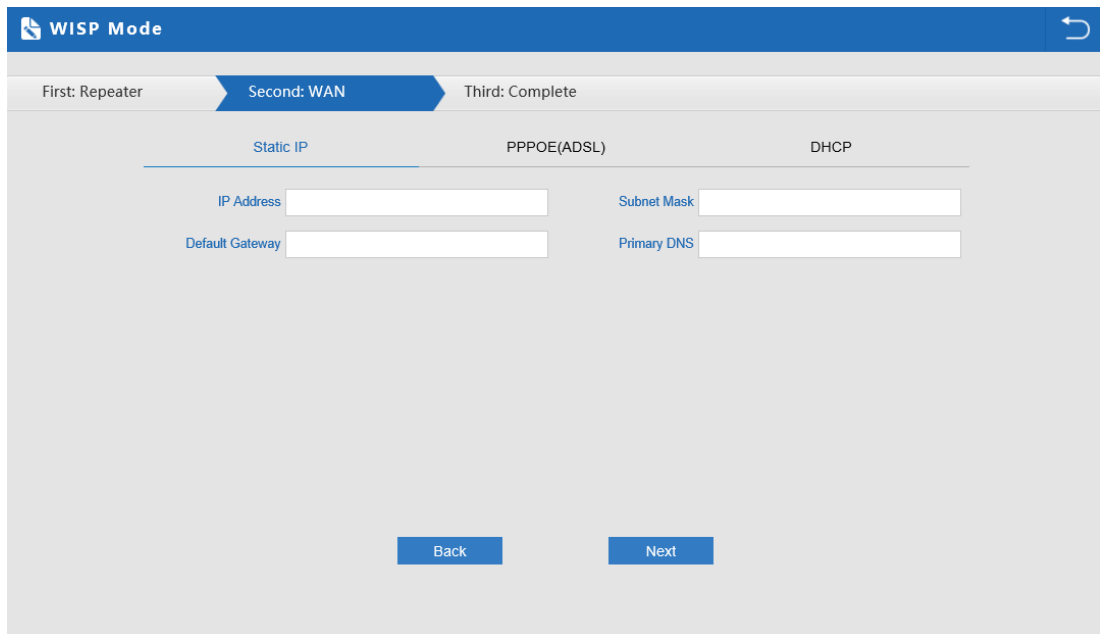 WISP Mode
First: Repeater Second: WAN Third: Complete
Static IP PPPOE(ADSL) DHCP
IP Address Subnet Mask
Default Gateway Primary DNS
Back Next